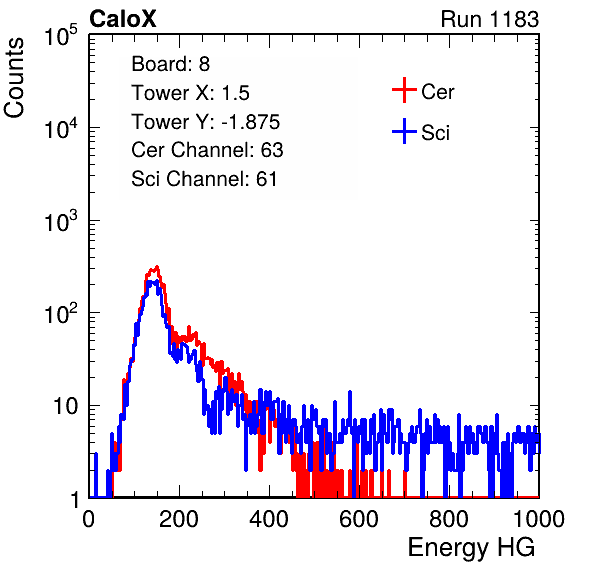 CaloX Run 1183
Counts
10^5
10^4
10^3
10^2
10
1
Board: 8
Tower X: 1.5
Tower Y: -1.875
Cer Channel: 63
Sci Channel: 61
Cer
Sci
0 200 400 600 800 1000
Energy HG